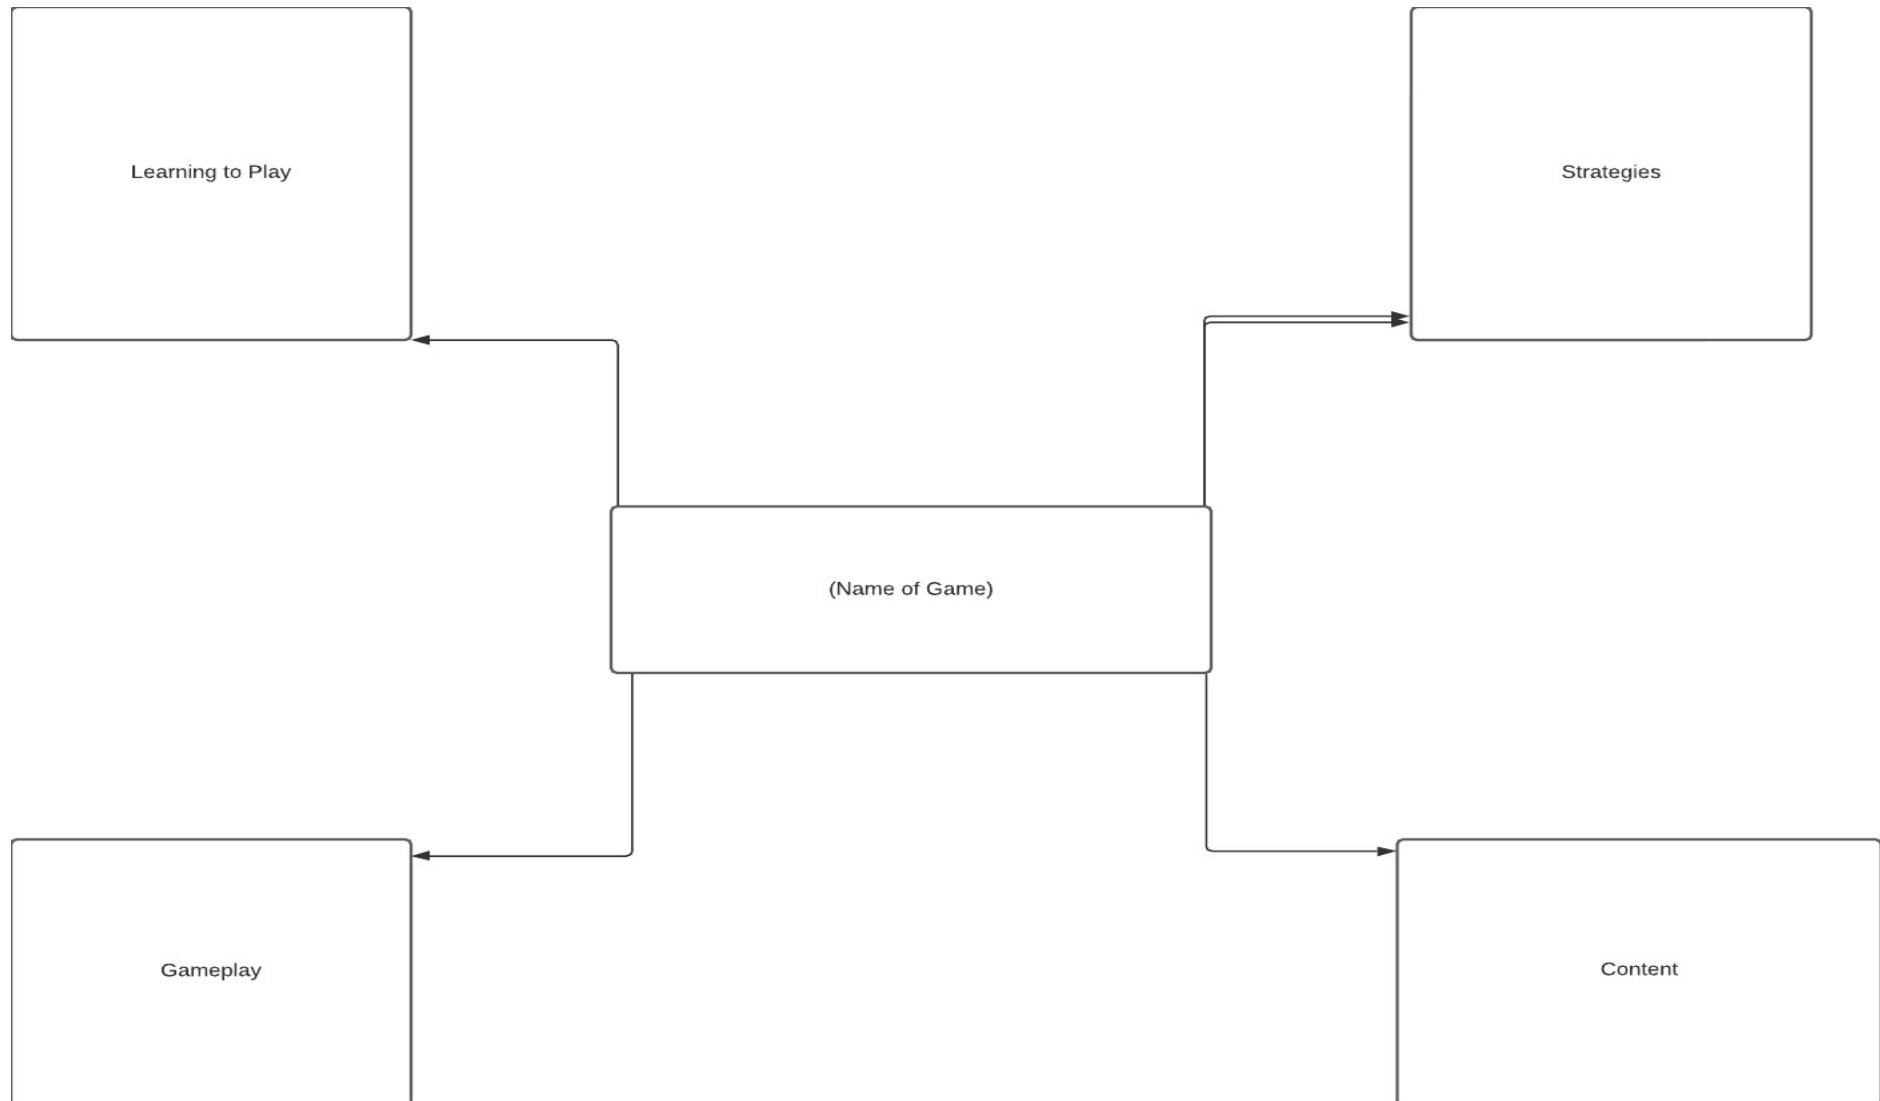 Learning to Play
Strategies
(Name of Game)
Gameplay
Content